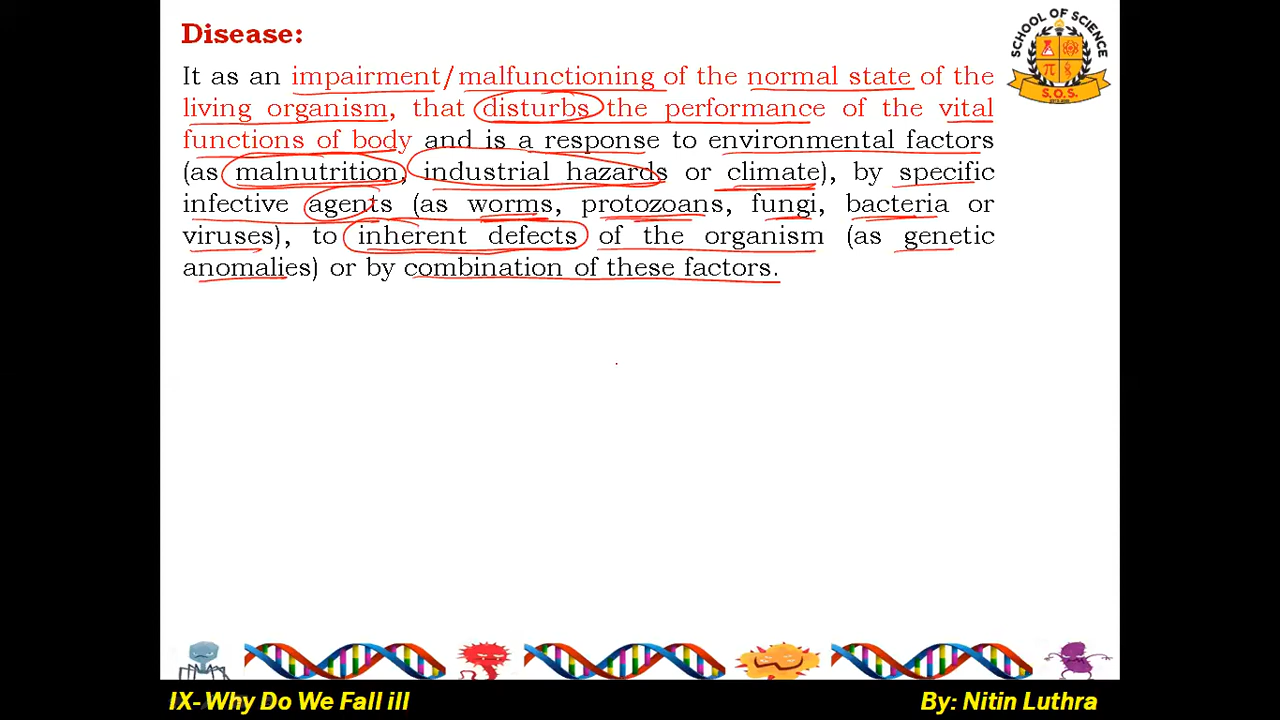 Disease:
It as an impairment/malfunctioning of the normal state of the
living organism, that disturbs the performance of the vital
functions of body and is a response to environmental factors
(as malnutrition, industrial hazards or climate), by specific
infective agents (as worms, protozoans, fungi, bacteria or
viruses), to inherent defects of the organism (as genetic
anomalies) or by combination of these factors.
SCHOOL OF SCIENCE
π
S.O.S.
IX-Why Do We Fall ill
By: Nitin Luthra